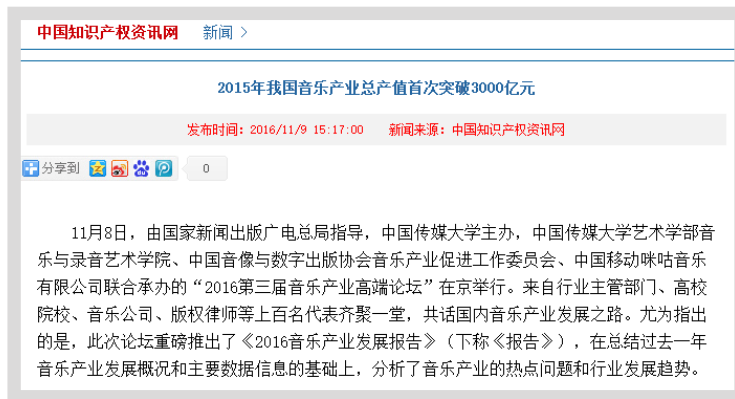 中国知识产权资讯网 新闻 >
2015年我国音乐产业总产值首次突破3000亿元
发布时间：2016/11/9 15:17:00 新闻来源：中国知识产权资讯网
分享到 0
11月8日，由国家新闻出版广电总局指导，中国传媒大学主办，中国传媒大学艺术学部音
乐与录音艺术学院、中国音像与数字出版协会音乐产业促进工作委员会、中国移动咪咕音乐
有限公司联合承办的“2016第三届音乐产业高端论坛”在京举行。来自行业主管部门、高校
院校、音乐公司、版权律师等上百名代表齐聚一堂，共话国内音乐产业发展之路。尤为指出
的是，此次论坛重磅推出了《2016音乐产业发展报告》（下称《报告》），在总结过去一年
音乐产业发展概况和主要数据信息的基础上，分析了音乐产业的热点问题和行业发展趋势。